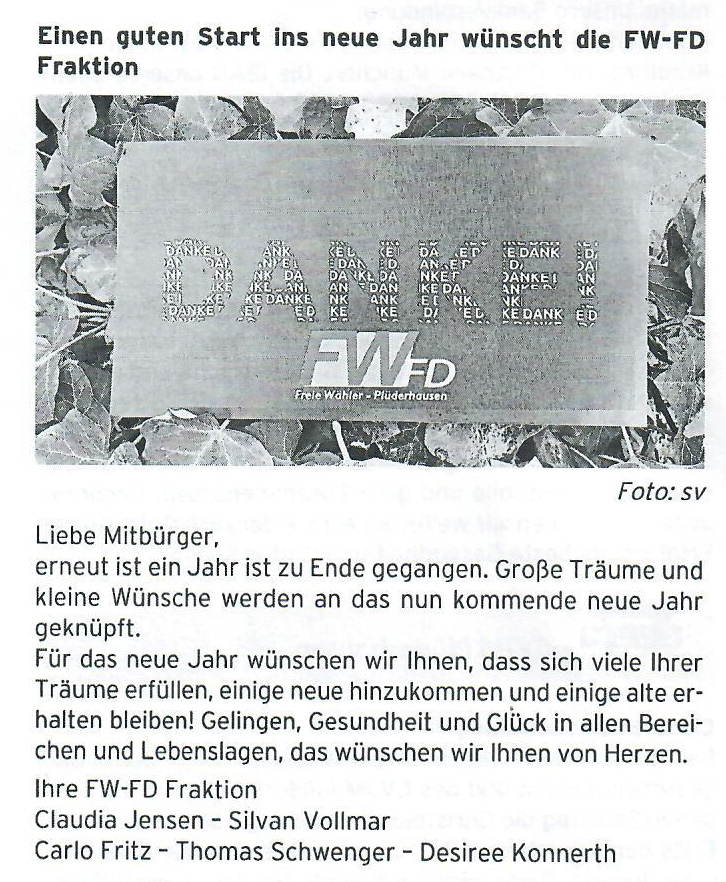 Einen guten Start ins neue Jahr wünscht die FW-FD
Fraktion
DANKE!
FWFD
Freie Wähler - Plüderhausen
Foto: sv
Liebe Mitbürger,
erneut ist ein Jahr ist zu Ende gegangen. Große Träume und
kleine Wünsche werden an das nun kommende neue Jahr
geknüpft.
Für das neue Jahr wünschen wir Ihnen, dass sich viele Ihrer
Träume erfüllen, einige neue hinzukommen und einige alte er-
halten bleiben! Gelingen, Gesundheit und Glück in allen Berei-
chen und Lebenslagen, das wünschen wir Ihnen von Herzen.
Ihre FW-FD Fraktion
Claudia Jensen - Silvan Vollmar
Carlo Fritz - Thomas Schwenger - Desiree Konnerth